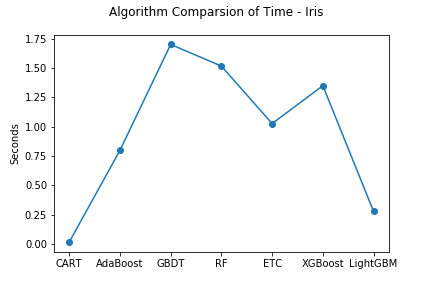 Algorithm Comparsion of Time - Iris
1.75
1.50
1.25
1.00
0.75
0.50
0.25
0.00
Seconds
CART AdaBoost GBDT RF ETC XGBoost LightGBM